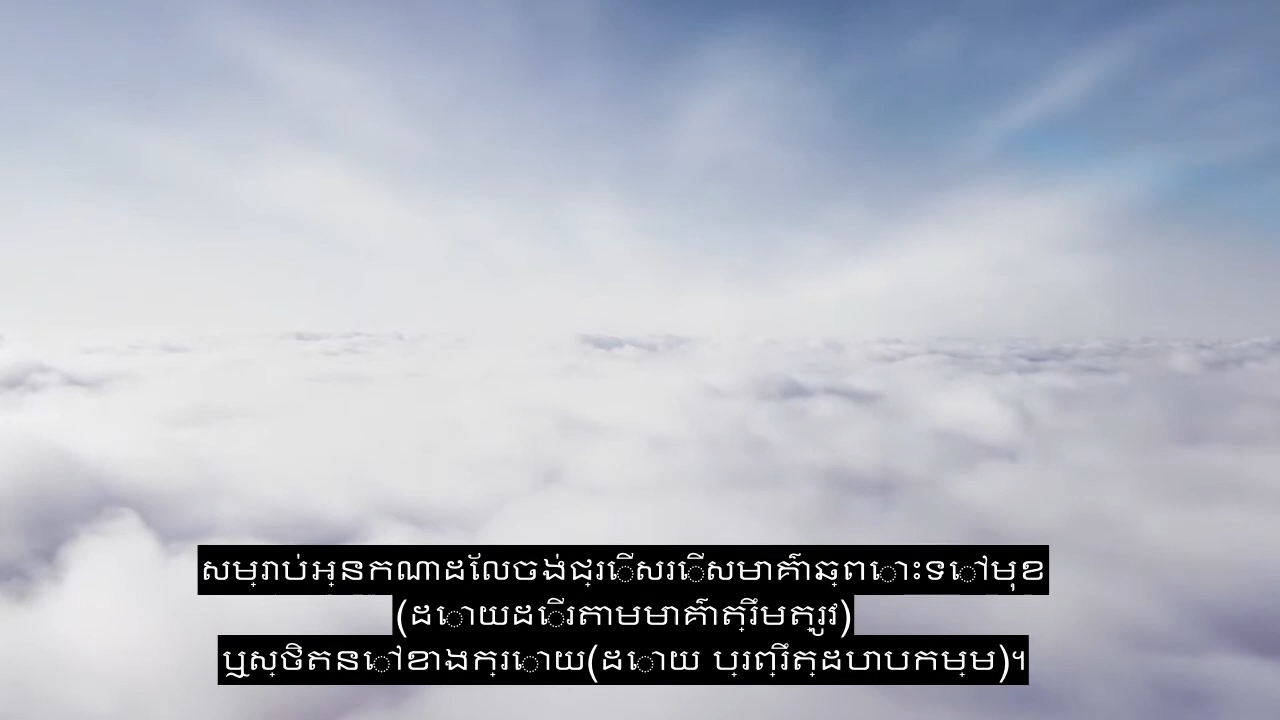 សម្រាប់អ្នកណាដែលចង់ជ្រើសរើសមាគ៌ាឆ្ពោះទៅមុខ
(ដោយដើរតាមមាគ៌ាត្រឹមត្រូវ)
ឬស្ថិតនៅខាងក្រោយ(ដោយ ប្រព្រឹត្ដបាបកម្ម)។